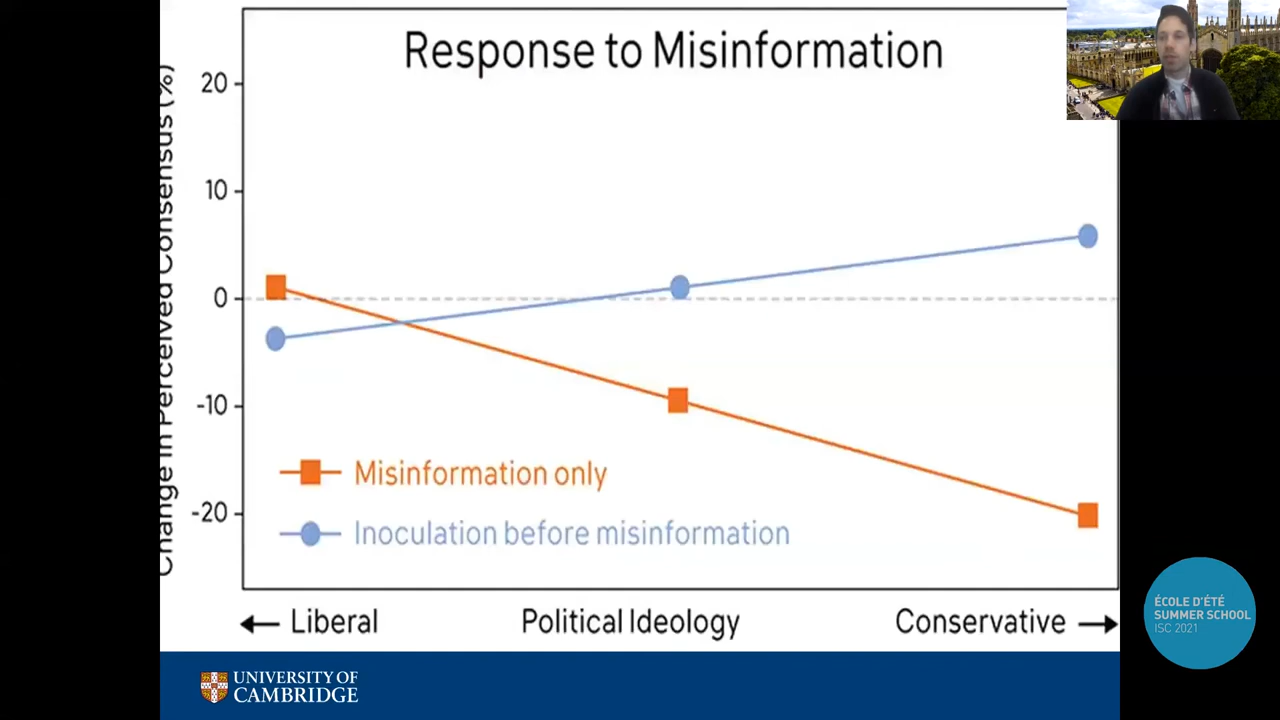 Response to Misinformation
Change in Perceived Consensus (%)
20
10
0
-10
-20
Misinformation only
Inoculation before misinformation
Liberal
Political Ideology
Conservative
UNIVERSITY OF
CAMBRIDGE
ÉCOLE D'ÉTÉ
SUMMER SCHOOL
ISC 2021